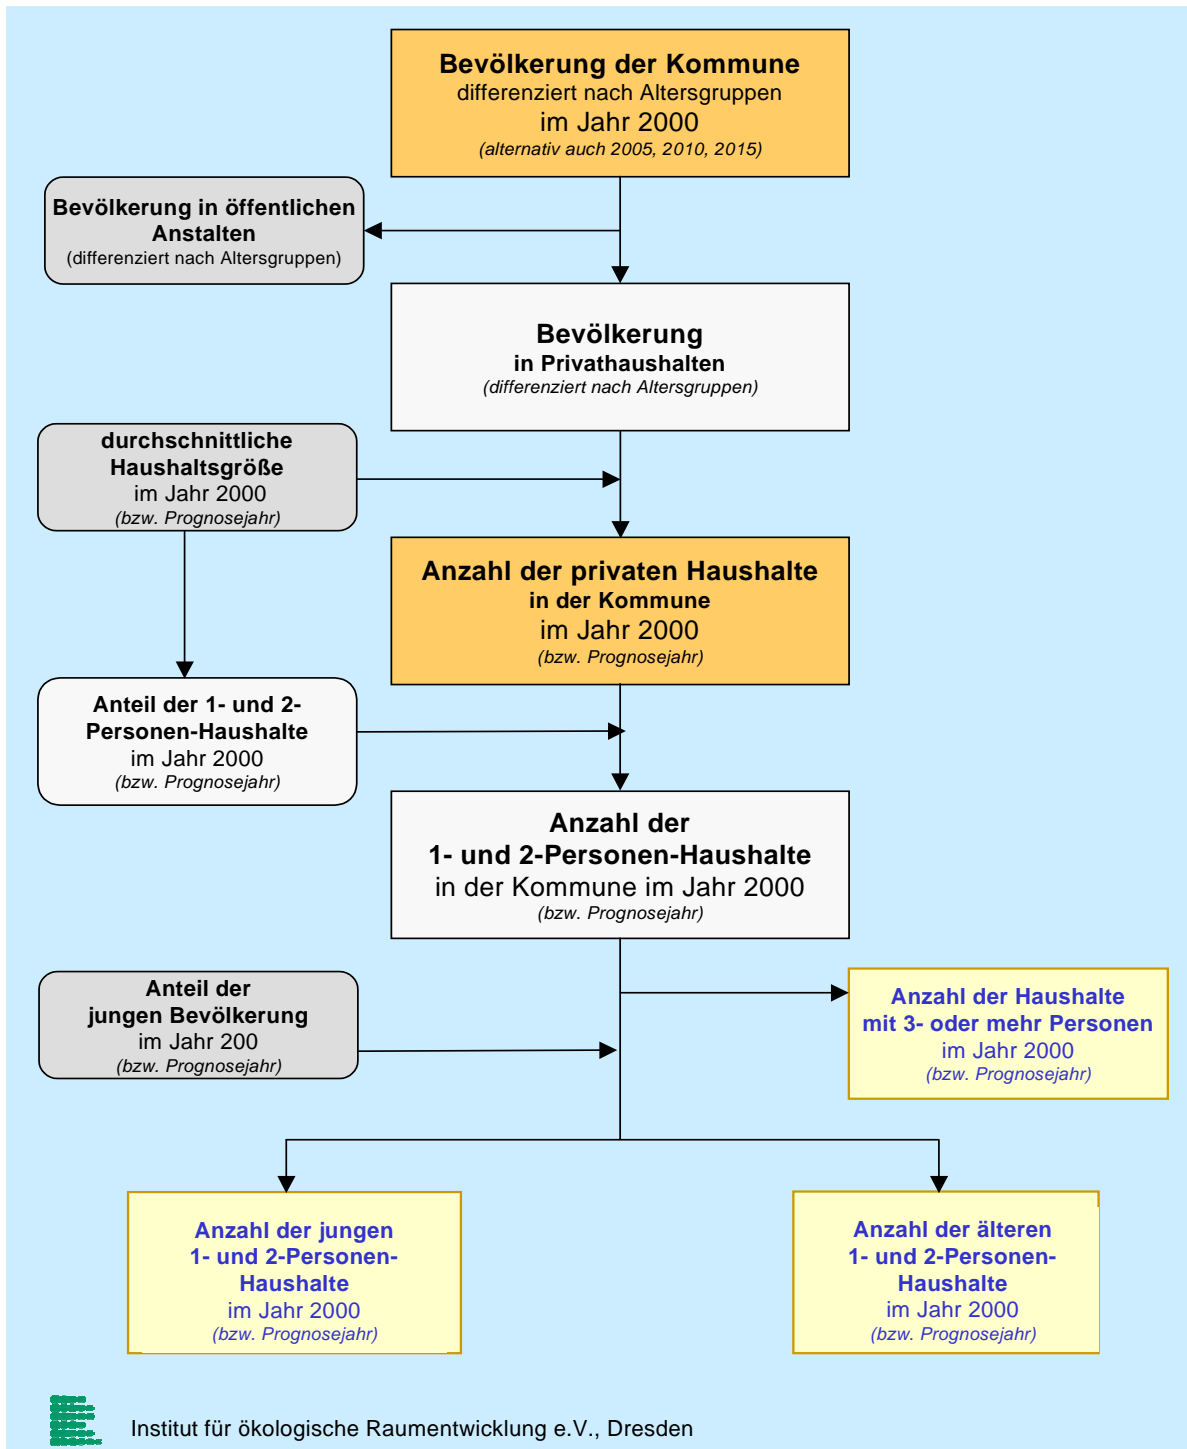 Bevölkerung der Kommune
differenziert nach Altersgruppen
im Jahr 2000
(alternativ auch 2005, 2010, 2015)
Bevölkerung in öffentlichen
Anstalten
(differenziert nach Altersgruppen)
Bevölkerung
in Privathaushalten
(differenziert nach Altersgruppen)
durchschnittliche
Haushaltsgröße
im Jahr 2000
(bzw. Prognosejahr)
Anzahl der privaten Haushalte
in der Kommune
im Jahr 2000
(bzw. Prognosejahr)
Anteil der 1- und 2-
Personen-Haushalte
im Jahr 2000
(bzw. Prognosejahr)
Anzahl der
1- und 2-Personen-Haushalte
in der Kommune im Jahr 2000
(bzw. Prognosejahr)
Anteil der
jungen Bevölkerung
im Jahr 200
(bzw. Prognosejahr)
Anzahl der Haushalte
mit 3- oder mehr Personen
im Jahr 2000
(bzw. Prognosejahr)
Anzahl der jungen
1- und 2-Personen-
Haushalte
im Jahr 2000
(bzw. Prognosejahr)
Anzahl der älteren
1- und 2-Personen-
Haushalte
im Jahr 2000
(bzw. Prognosejahr)
Institut für ökologische Raumentwicklung e.V., Dresden